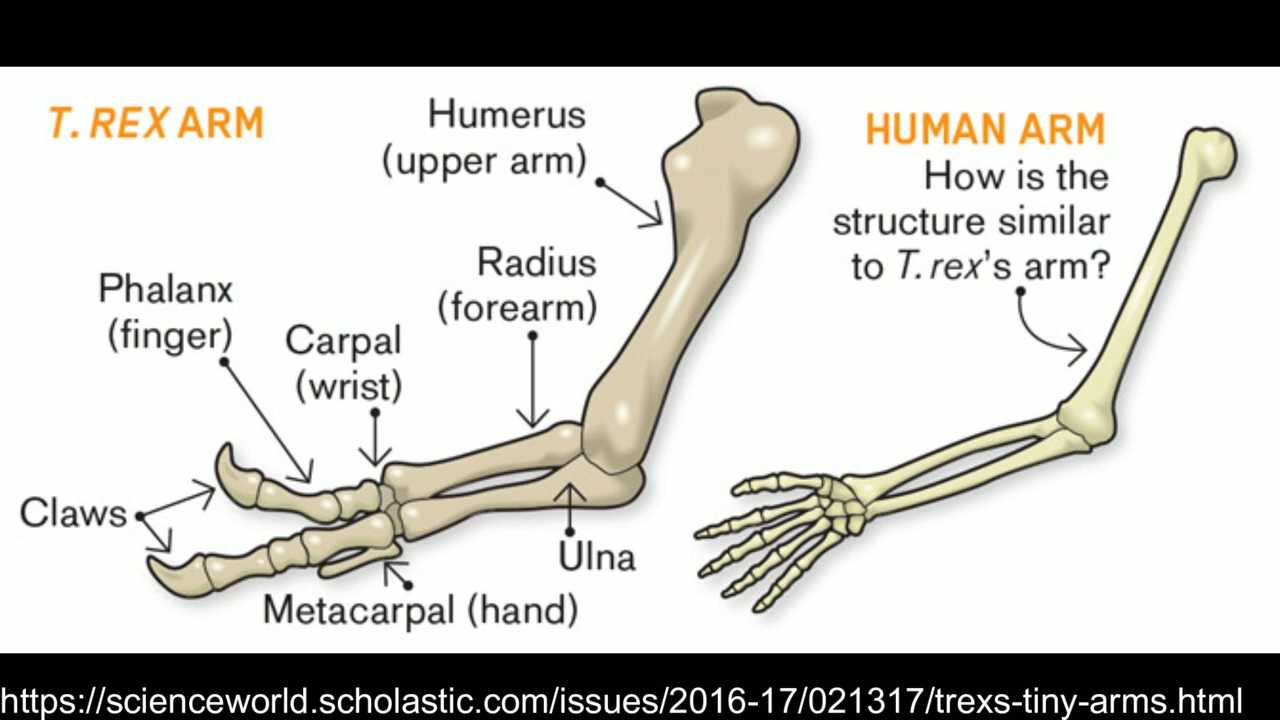 T. REX ARM
Humerus
(upper arm)
Radius
(forearm)
Phalanx
(finger)
Carpal
(wrist)
Claws
Ulna
Metacarpal (hand)
HUMAN ARM
How is the
structure similar
to T. rex's arm?
https://scienceworld.scholastic.com/issues/2016-17/021317/trexs-tiny-arms.html